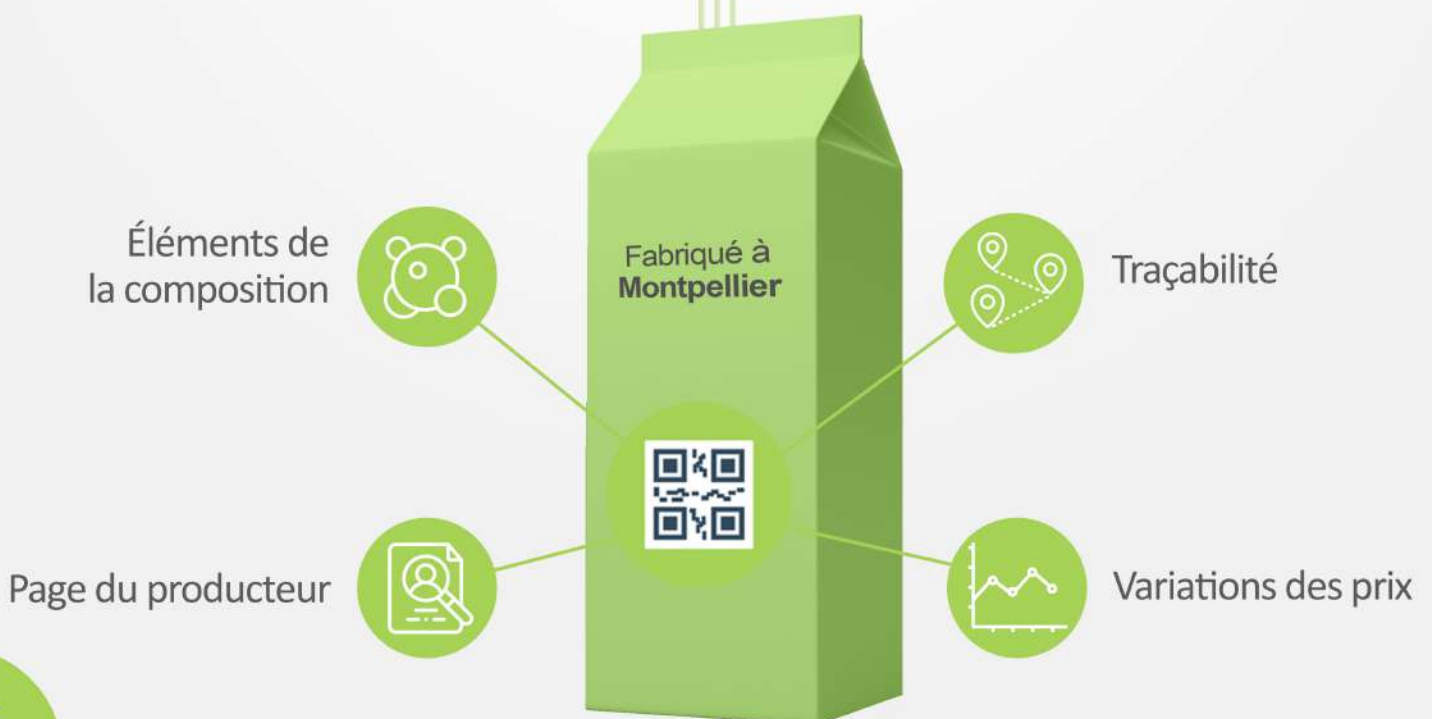 Éléments de
la composition
Fabriqué à
Montpellier
Traçabilité
Page du producteur
Variations des prix